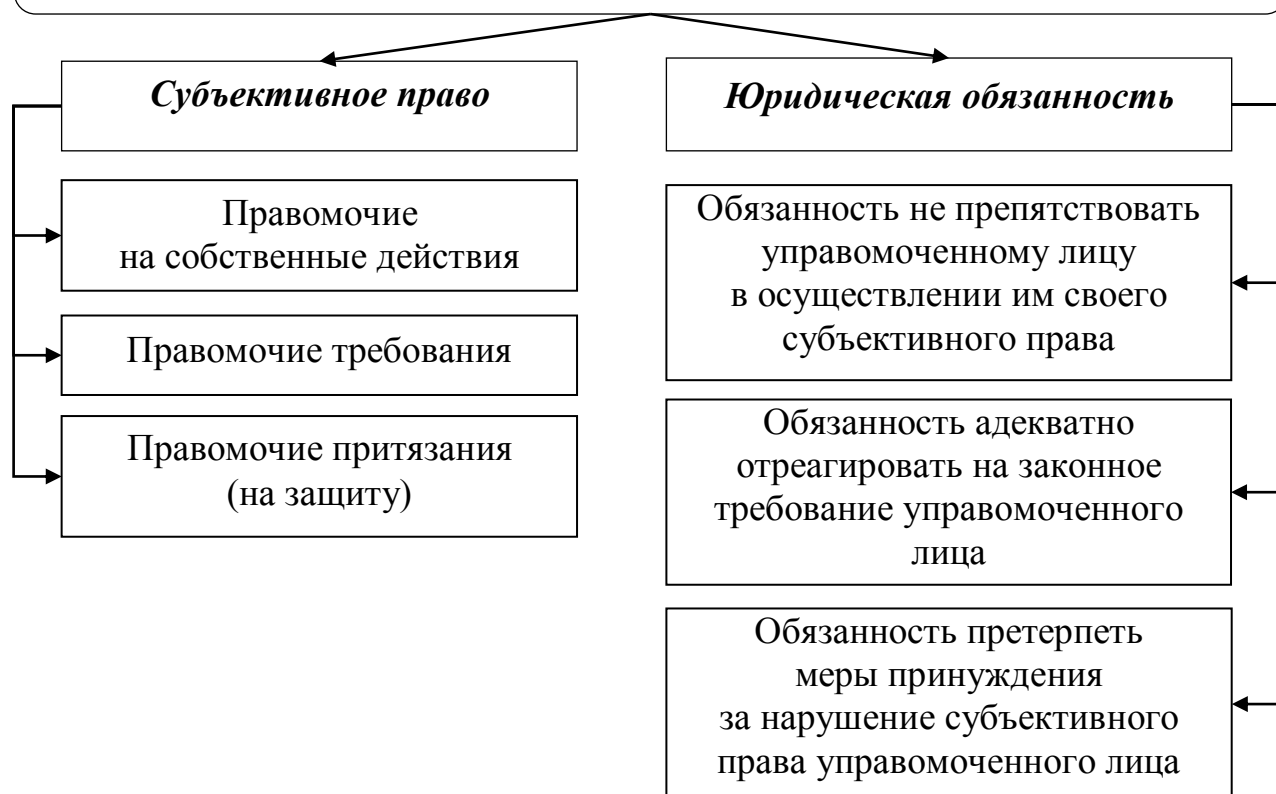 Субъективное право
Юридическая обязанность
Правомочие
на собственные действия
Правомочие требования
Правомочие притязания
(на защиту)
Обязанность не препятствовать
управомоченному лицу
в осуществлении им своего
субъективного права
Обязанность адекватно
отреагировать на законное
требование управомоченного
лица
Обязанность претерпеть
меры принуждения
за нарушение субъективного
права управомоченного лица